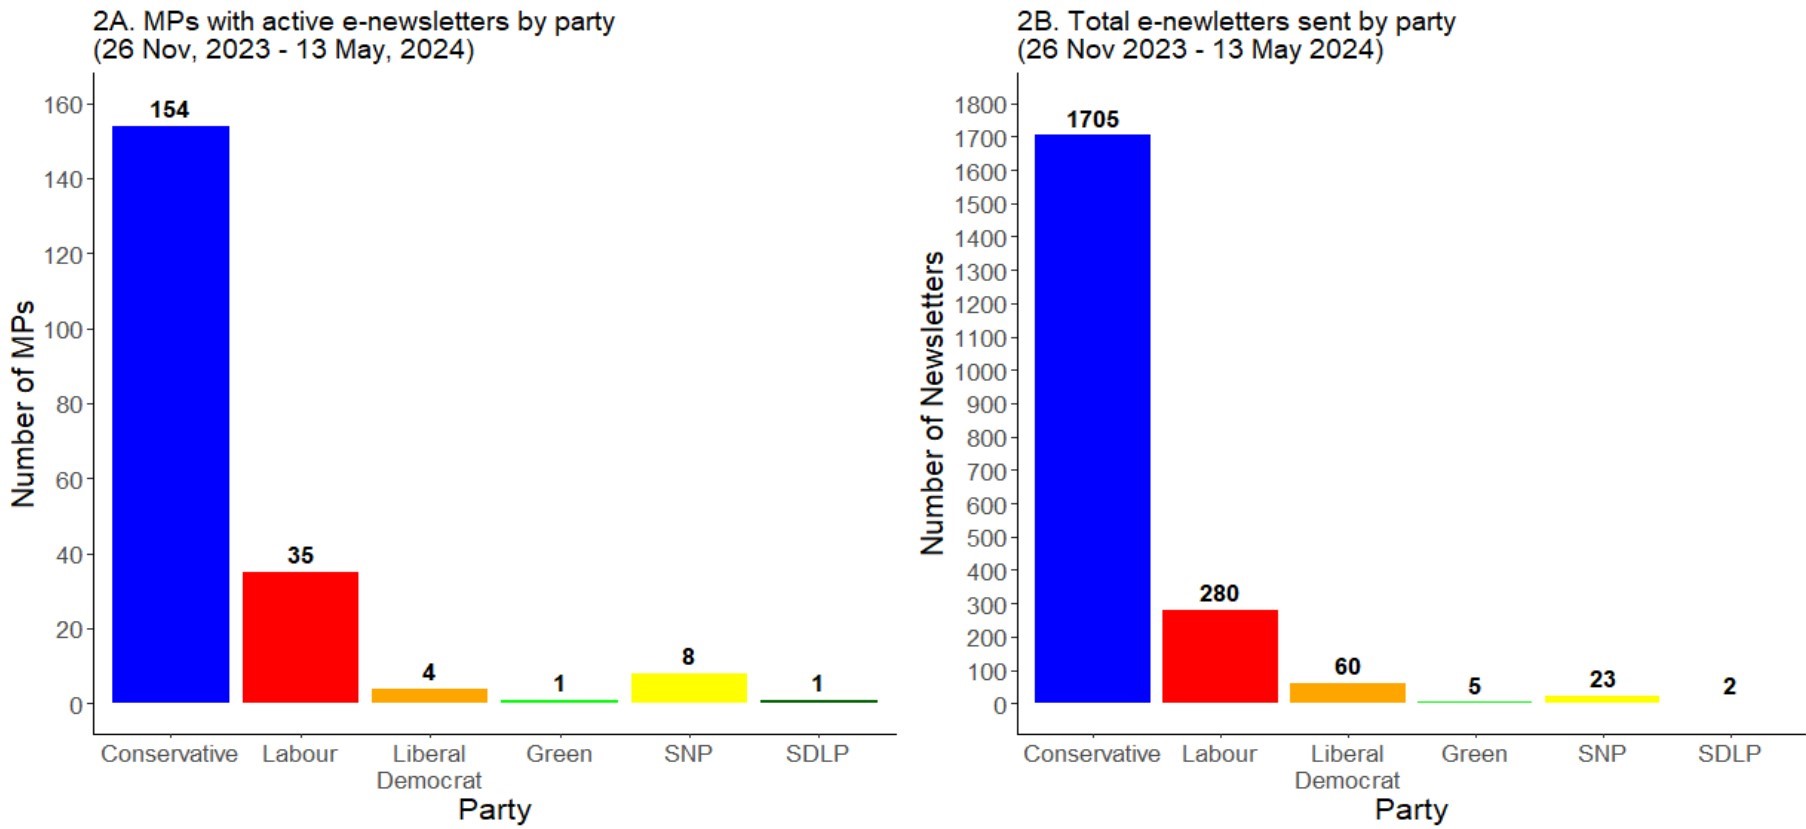 2A. MPs with active e-newsletters by party
(26 Nov, 2023 - 13 May, 2024)
Number of MPs
160
140
120
100
80
60
40
20
0
154
35
4
1
8
1
Conservative
Labour
Liberal
Democrat
Green
SNP
SDLP
Party
2B. Total e-newletters sent by party
(26 Nov 2023 - 13 May 2024)
Number of Newsletters
1800
1700
1600
1500
1400
1300
1200
1100
1000
900
800
700
600
500
400
300
200
100
0
1705
280
60
5
23
2
Conservative
Labour
Liberal
Democrat
Green
SNP
SDLP
Party